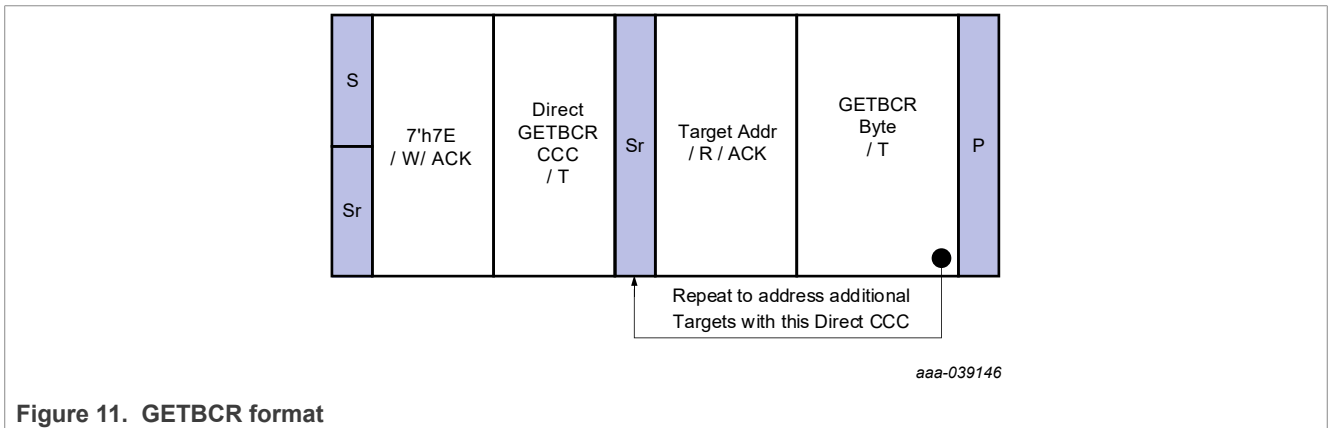 S
Sr
7'h7E
/ W/ ACK
Direct
GETBCR
CCC
/ T
Sr
Target Addr
/ R / ACK
GETBCR
Byte
/ T
P
Repeat to address additional
Targets with this Direct CCC
aaa-039146
Figure 11. GETBCR format